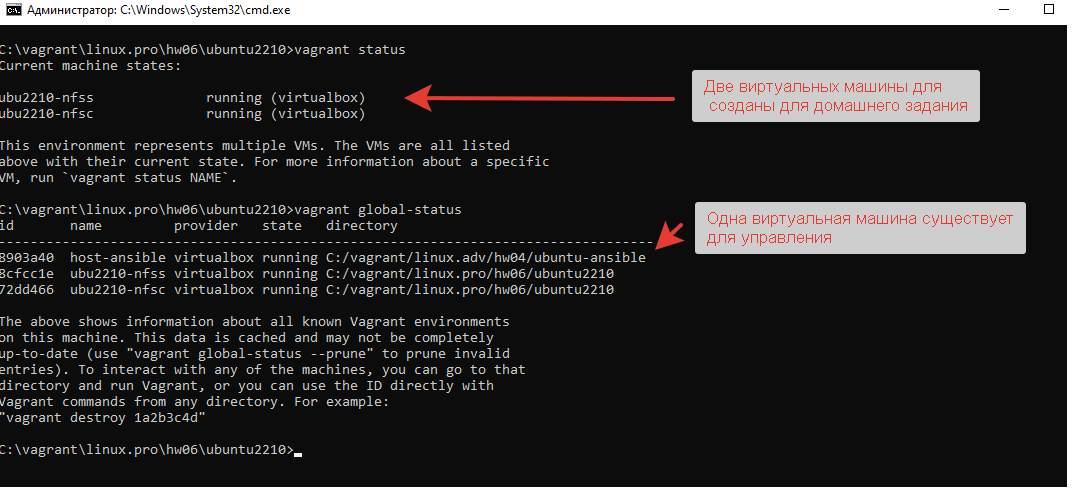 Администратор: C:\Windows\System32\cmd.exe
C:\vagrant\linux.pro\hw06\ubuntu2210>vagrant status
Current machine states:
ubu2210-nfss running (virtualbox)
ubu2210-nfsc running (virtualbox)
Две виртуальных машины для
созданы для домашнего задания
This environment represents multiple VMs. The VMs are all listed
above with their current state. For more information about a specific
VM, run `vagrant status NAME`.
C:\vagrant\linux.pro\hw06\ubuntu2210>vagrant global-status
id name provider state directory
--------------------------------------------------------------------------------
8903a40 host-ansible virtualbox running C:/vagrant/linux.adv/hw04/ubuntu-ansible
8cfcc1e ubu2210-nfss virtualbox running C:/vagrant/linux.pro/hw06/ubuntu2210
72dd466 ubu2210-nfsc virtualbox running C:/vagrant/linux.pro/hw06/ubuntu2210
Одна виртуальная машина существует
для управления
The above shows information about all known Vagrant environments
on this machine. This data is cached and may not be completely
up-to-date (use "vagrant global-status --prune" to prune invalid
entries). To interact with any of the machines, you can go to that
directory and run Vagrant, or you can use the ID directly with
Vagrant commands from any directory. For example:
"vagrant destroy 1a2b3c4d"
C:\vagrant\linux.pro\hw06\ubuntu2210>